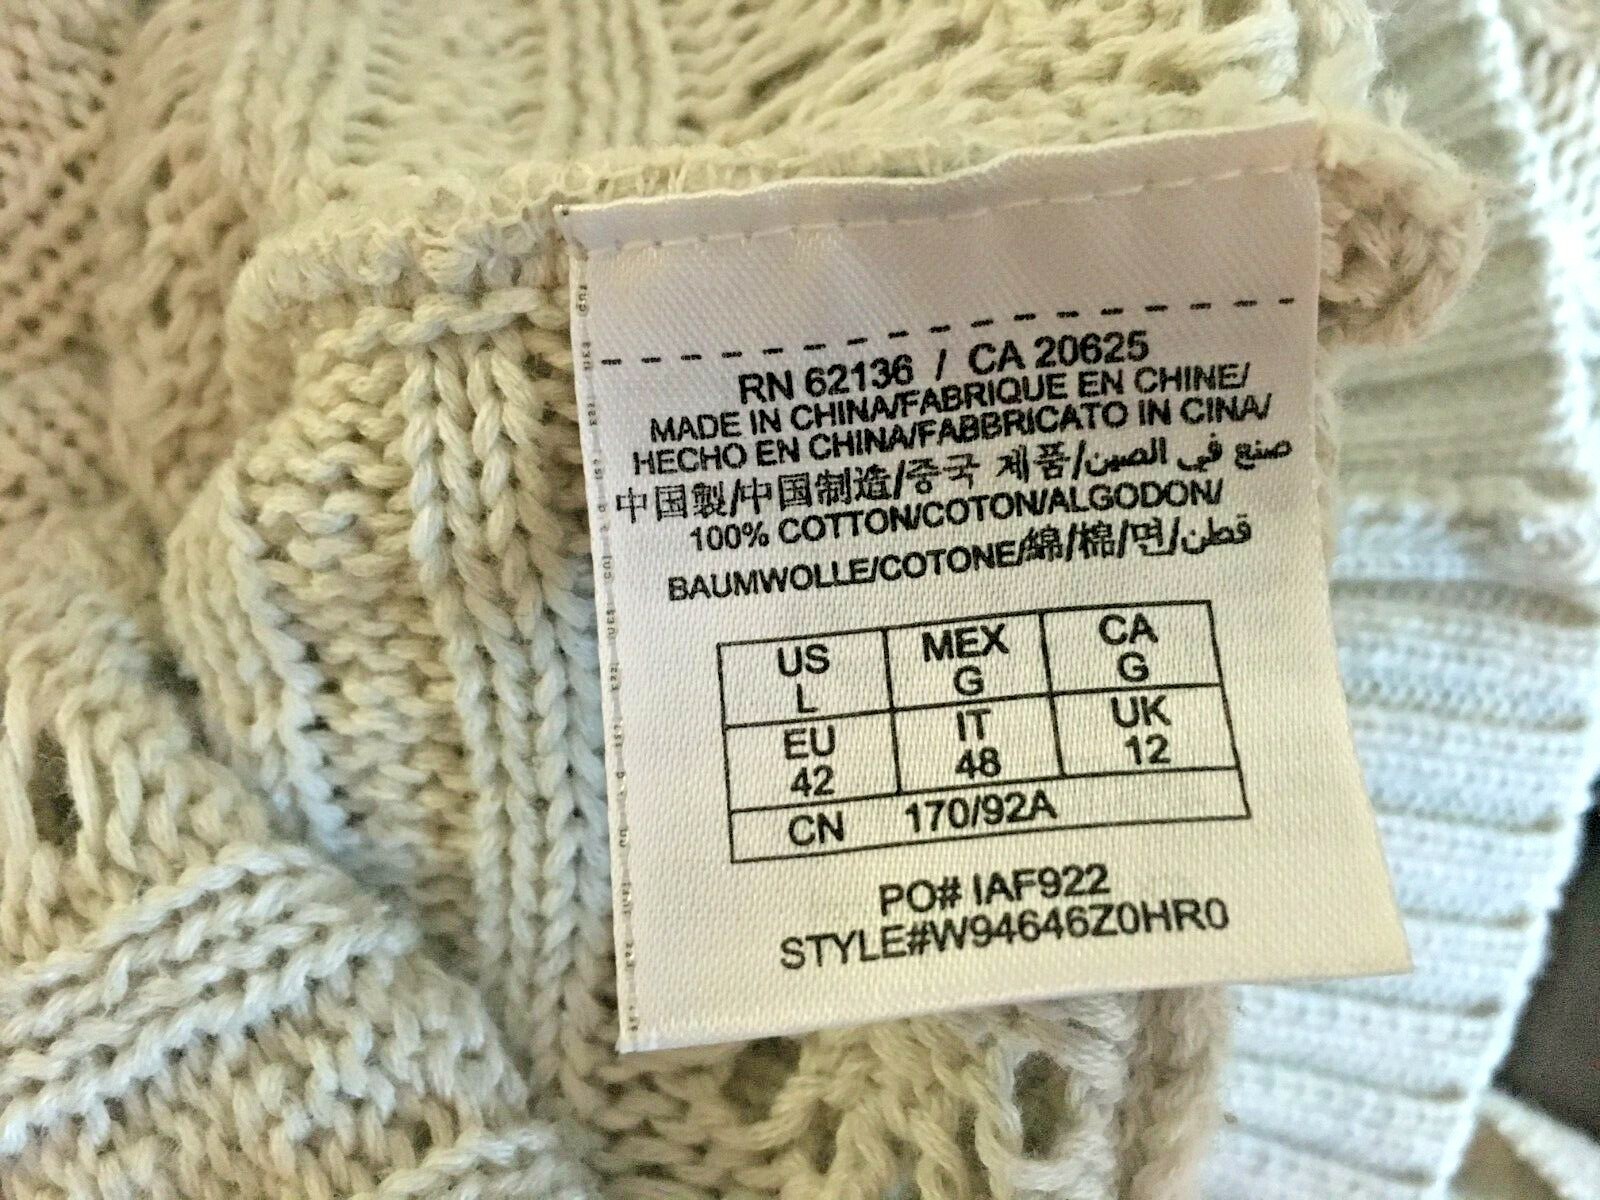 RN 62136 / CA 20625
MADE IN CHINA/FABRIQUE EN CHINE/
HECHO EN CHINA/FABBRICATO IN CINA/
中国製/中国制造/중국 제품/صنع في الصين
100% COTTON/COTON/ALGODON/
BAUMWOLLE/COTONE/綿/棉/면/قطن
US MEX CA
L G G
EU IT UK
42 48 12
CN 170/92A
PO# IAF922
STYLE#W94646Z0HR0